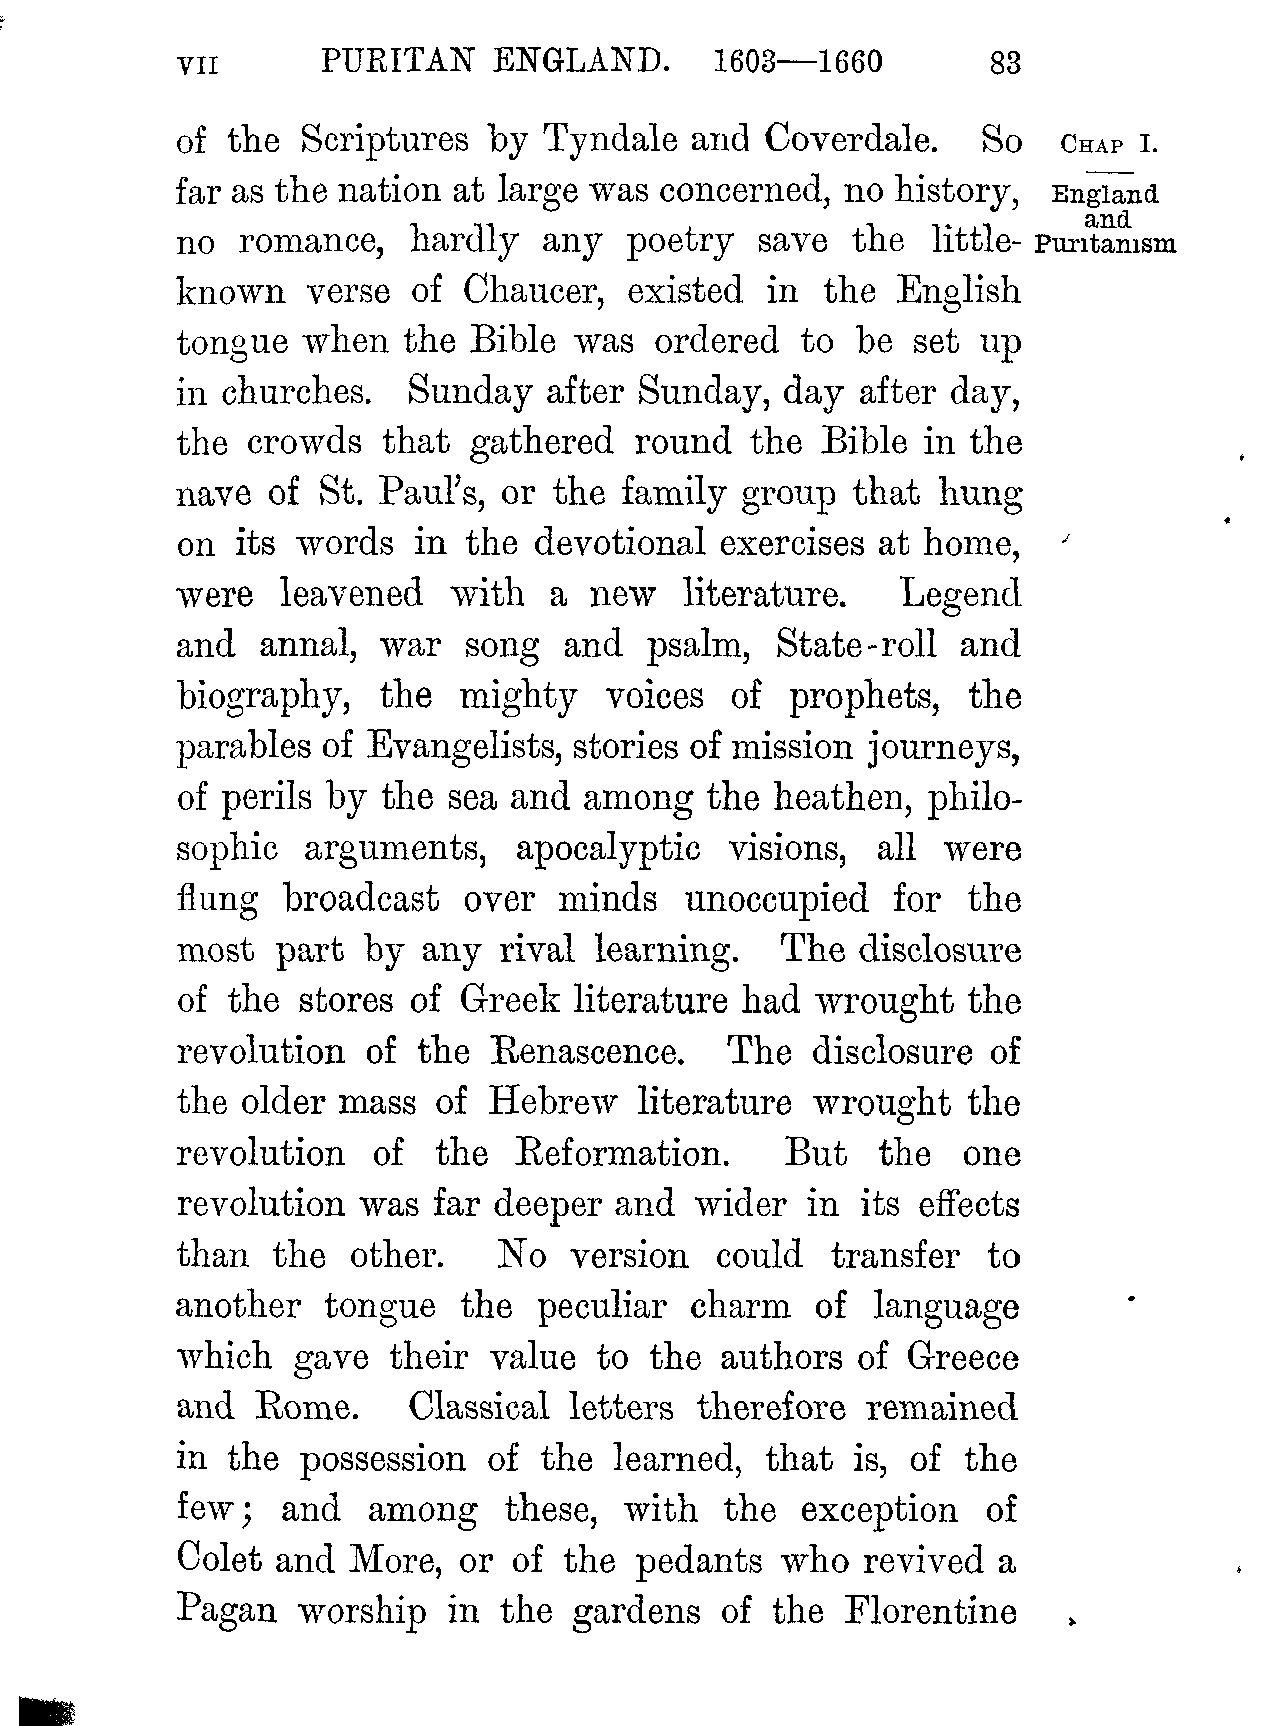 VII PURITAN ENGLAND. 1603—1660 83
of the Scriptures by Tyndale and Coverdale. So
far as the nation at large was concerned, no history,
no romance, hardly any poetry save the little-
known verse of Chaucer, existed in the English
tongue when the Bible was ordered to be set up
in churches. Sunday after Sunday, day after day,
the crowds that gathered round the Bible in the
nave of St. Paul's, or the family group that hung
on its words in the devotional exercises at home,
were leavened with a new literature. Legend
and annal, war song and psalm, State-roll and
biography, the mighty voices of prophets, the
parables of Evangelists, stories of mission journeys,
of perils by the sea and among the heathen, philo-
sophic arguments, apocalyptic visions, all were
flung broadcast over minds unoccupied for the
most part by any rival learning. The disclosure
of the stores of Greek literature had wrought the
revolution of the Renascence. The disclosure of
the older mass of Hebrew literature wrought the
revolution of the Reformation. But the one
revolution was far deeper and wider in its effects
than the other. No version could transfer to
another tongue the peculiar charm of language
which gave their value to the authors of Greece
and Rome. Classical letters therefore remained
in the possession of the learned, that is, of the
few; and among these, with the exception of
Colet and More, or of the pedants who revived a
Pagan worship in the gardens of the Florentine
CHAP I.
England
and
Puritanism